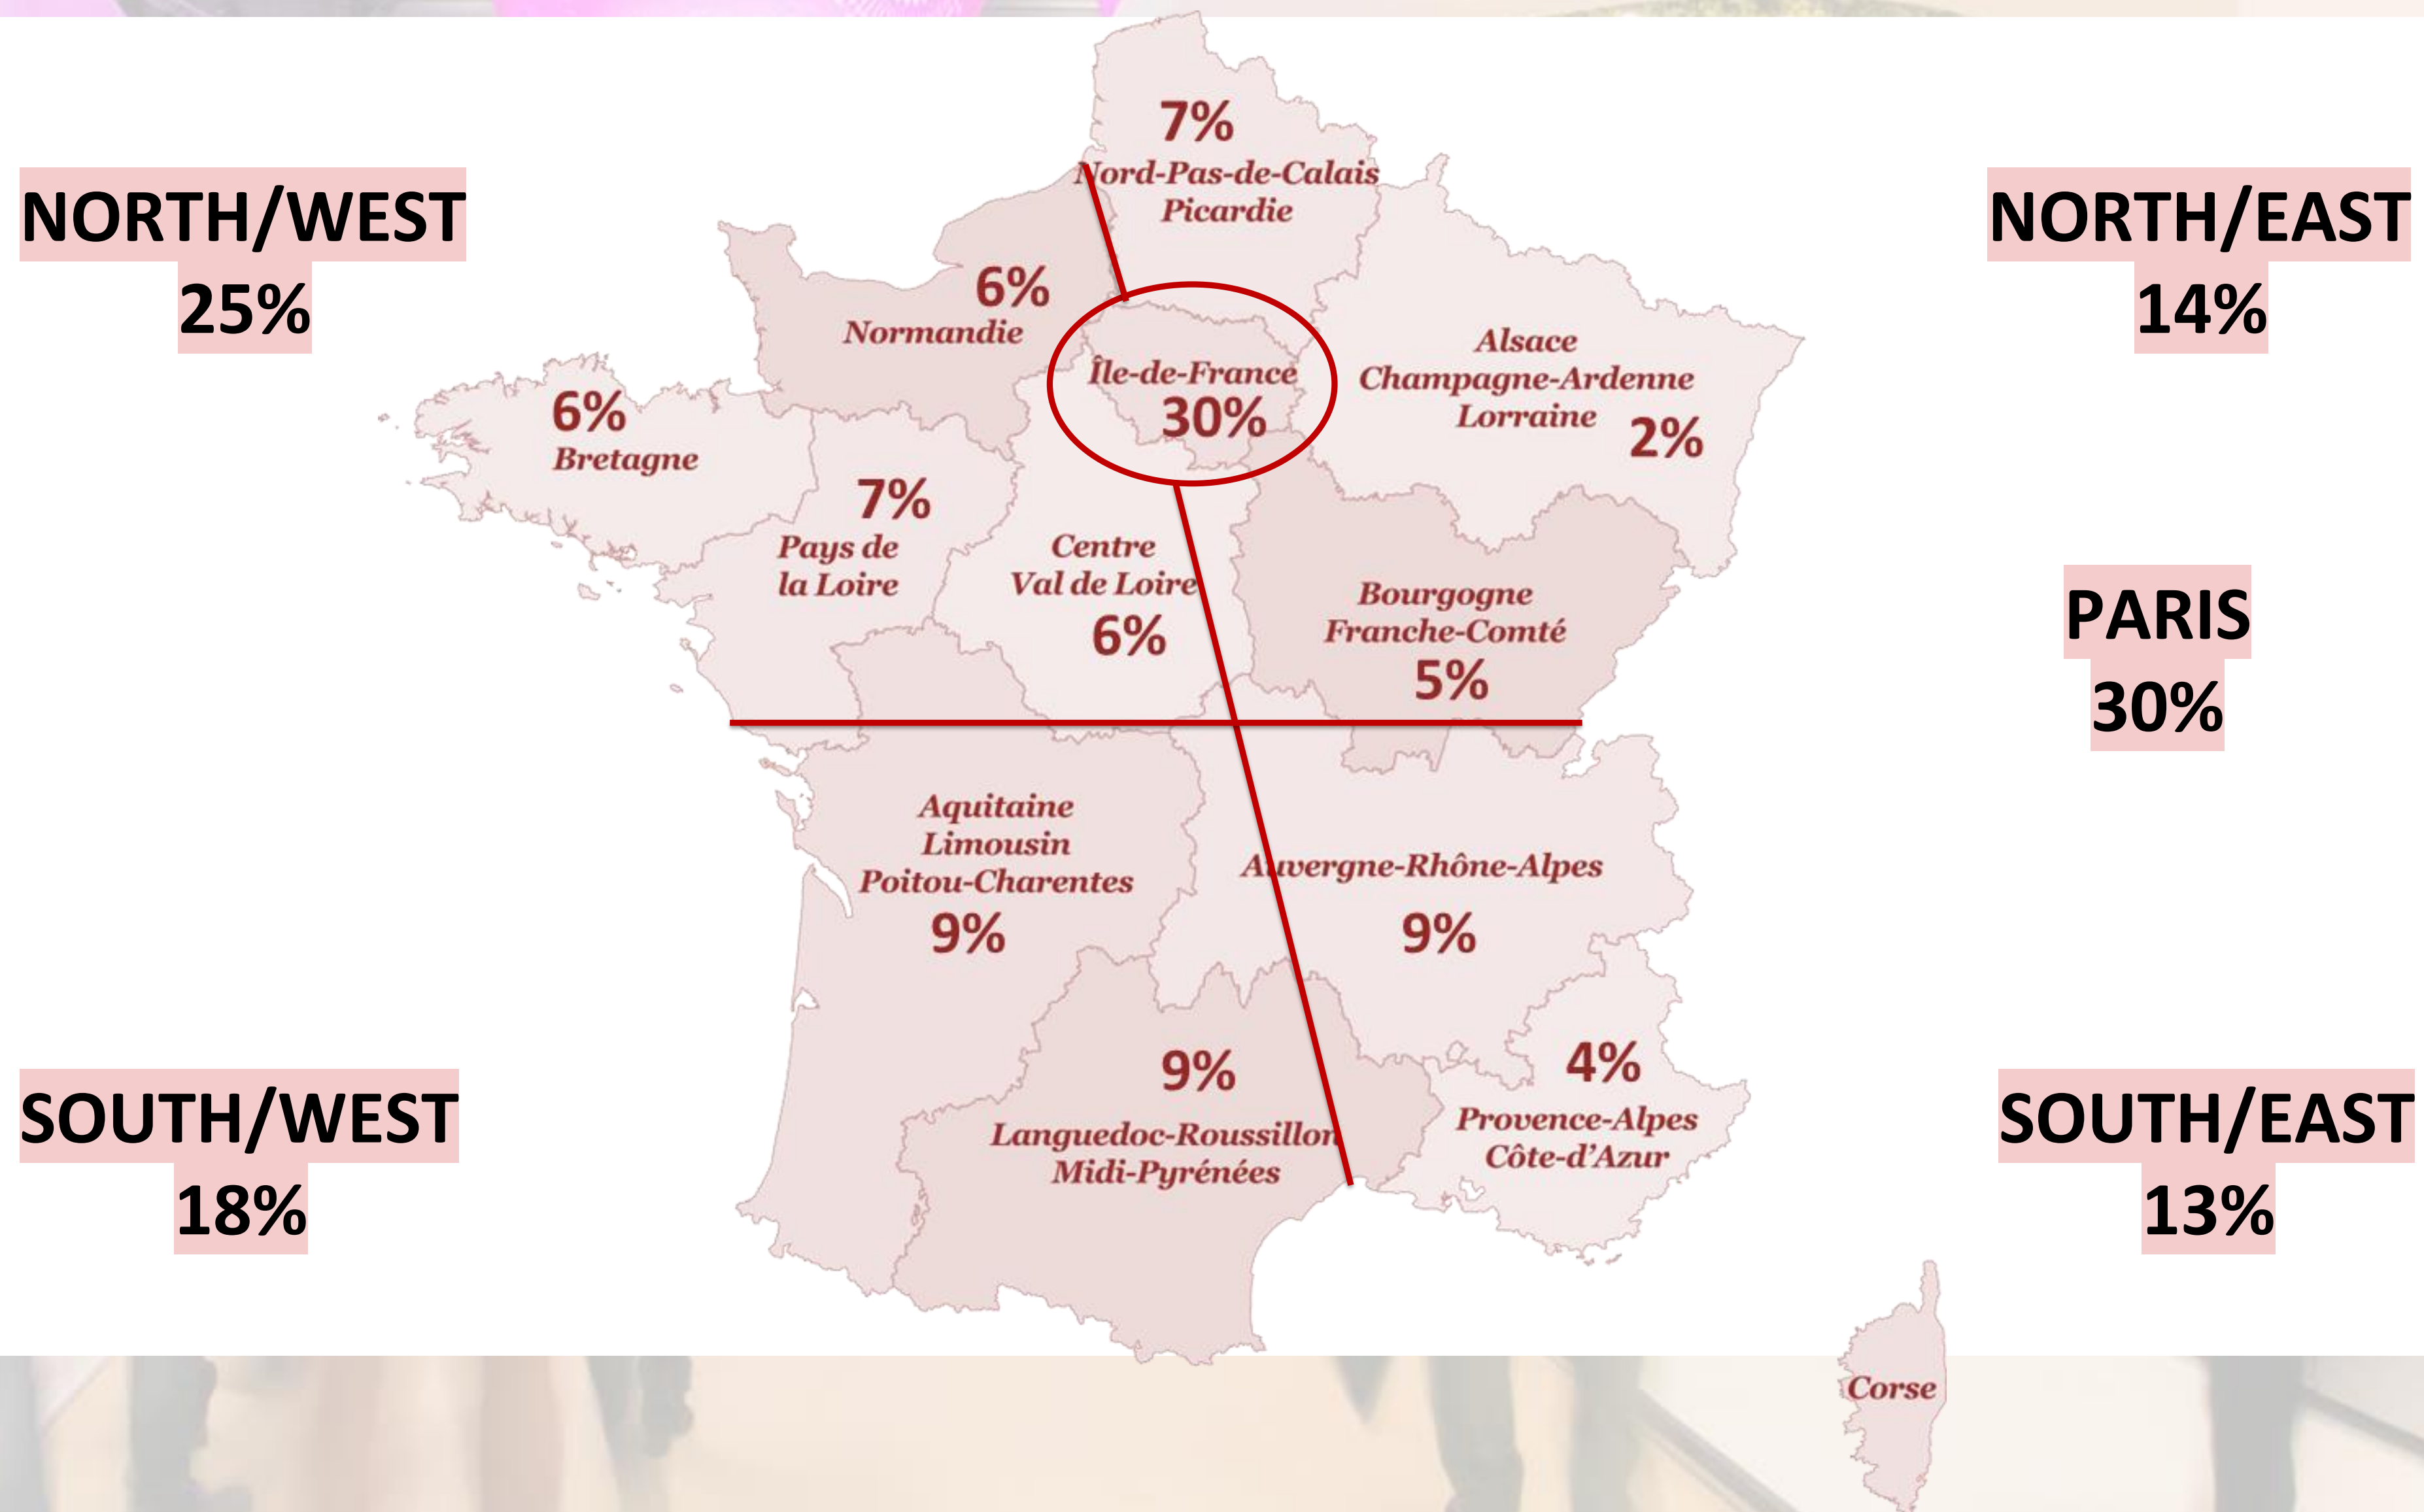 NORTH/WEST
25%
NORTH/EAST
14%
PARIS
30%
SOUTH/WEST
18%
SOUTH/EAST
13%
7%
Nord-Pas-de-Calais
Picardie
6%
Normandie
Île-de-France
30%
Alsace
Champagne-Ardenne
Lorraine
2%
6%
Bretagne
7%
Pays de
la Loire
Centre
Val de Loire
6%
Bourgogne
Franche-Comté
5%
Aquitaine
Limousin
Poitou-Charentes
9%
Auvergne-Rhône-Alpes
9%
9%
Languedoc-Roussillon
Midi-Pyrénées
4%
Provence-Alpes
Côte-d’Azur
Corse